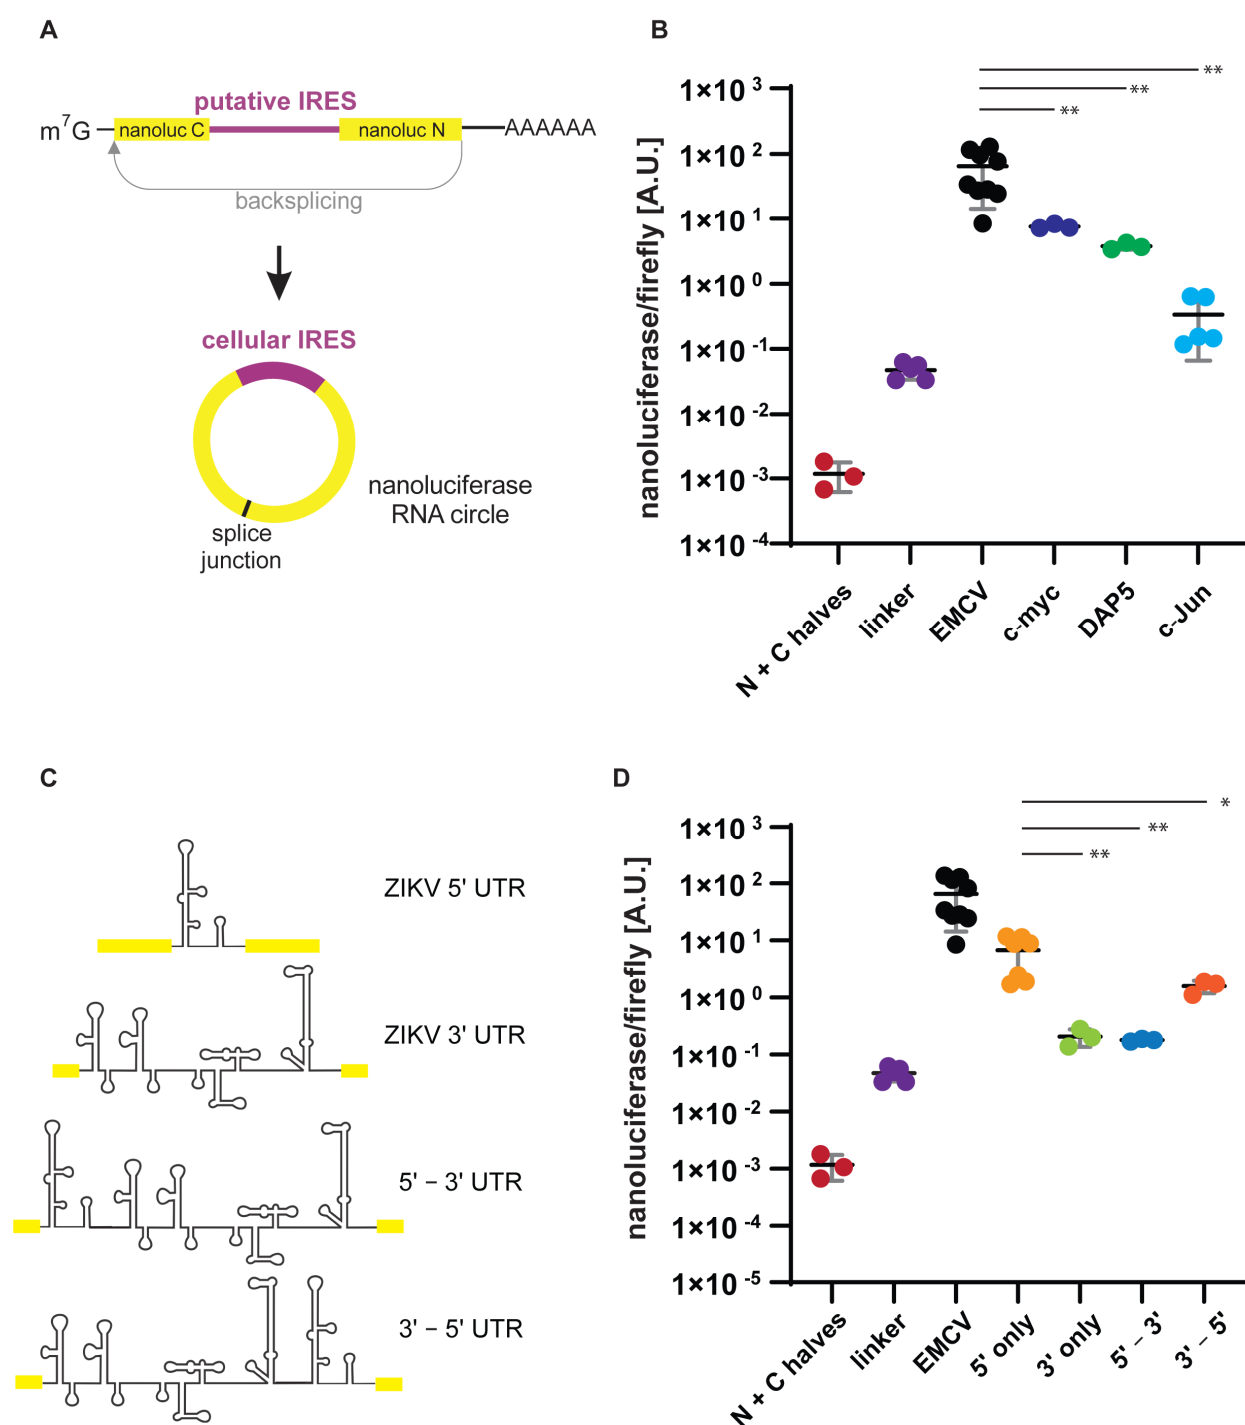 A
putative IRES
m7G
nanoluc C
nanoluc N
AAAAAA
backsplicing
cellular IRES
nanoluciferase
RNA circle
splice
junction
B
nanoluciferase/firefly [A.U.]
1×10 3
1×10 2
1×10 1
1×10 0
1×10 -1
1×10 -2
1×10 -3
1×10 -4
**
**
**
N + C halves
linker
EMCV
c-myc
DAP5
c-Jun
C
ZIKV 5' UTR
ZIKV 3' UTR
5' – 3' UTR
3' – 5' UTR
D
nanoluciferase/firefly [A.U.]
1×10 3
1×10 2
1×10 1
1×10 0
1×10 -1
1×10 -2
1×10 -3
1×10 -4
1×10 -5
*
**
**
N + C halves
linker
EMCV
5' only
3' only
5' – 3'
3' – 5'